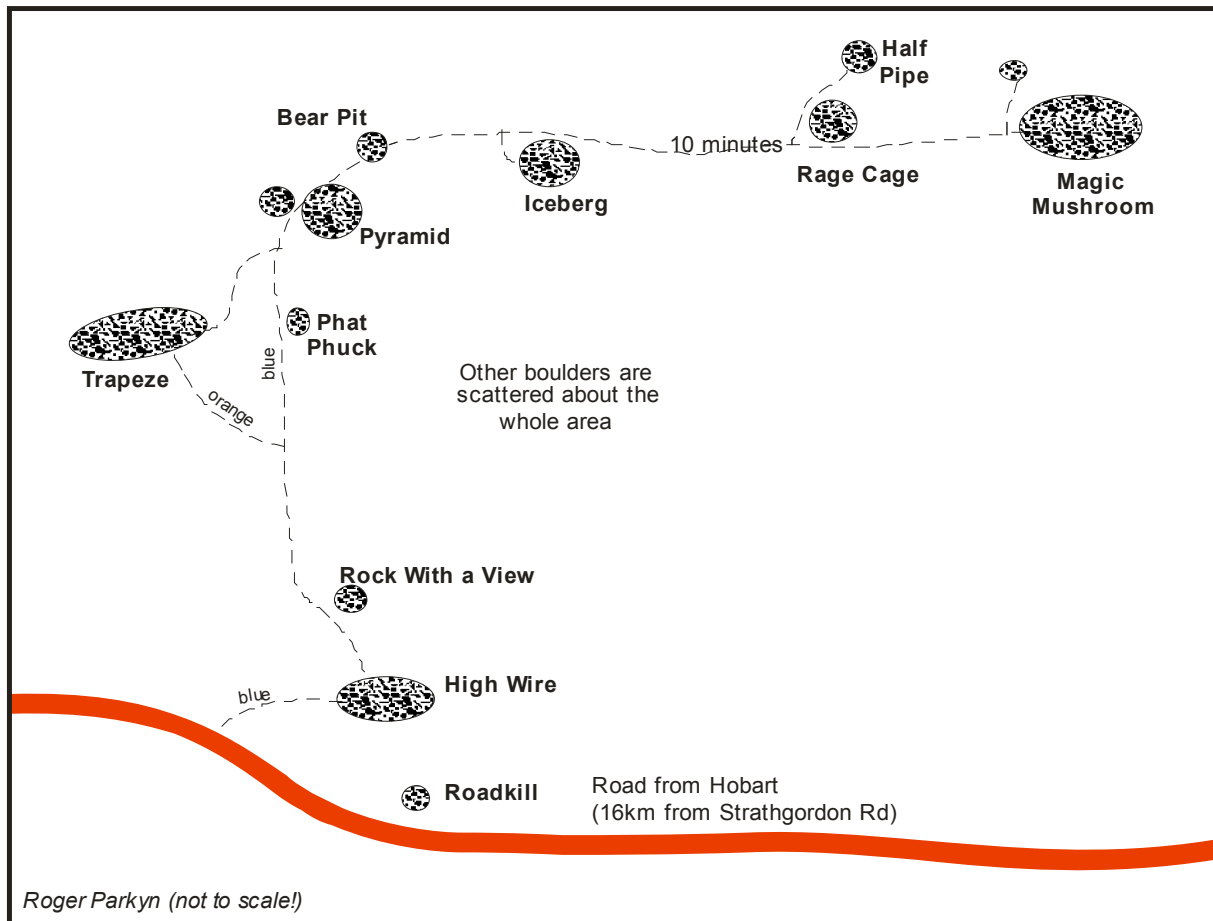 Half
Pipe
Bear Pit
10 minutes
Rage Cage
Magic
Mushroom
Iceberg
Pyramid
Phat
Phuck
blue
Trapeze
orange
Other boulders are
scattered about the
whole area
Rock With a View
blue
High Wire
Roadkill
Road from Hobart
(16km from Strathgordon Rd)
Roger Parkyn (not to scale!)